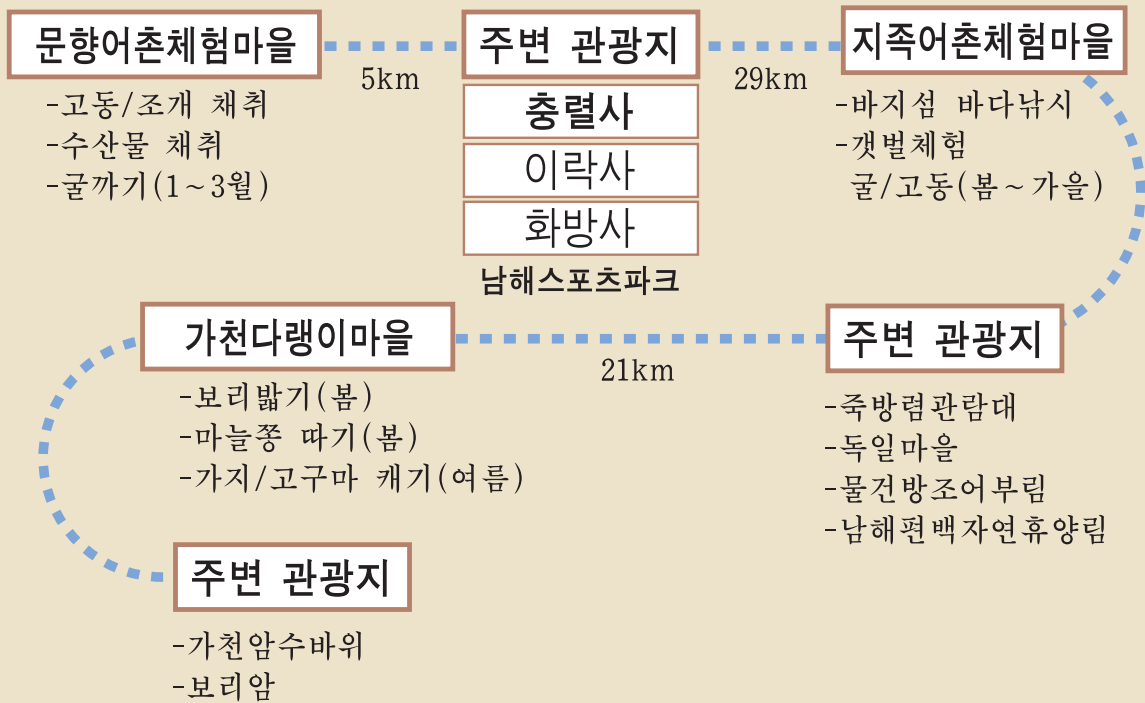 문항어촌체험마을
5km
주변 관광지
29km
지족어촌체험마을
-고동/조개 채취
-수산물 채취
-굴까기(1~3월)
충렬사
이락사
화방사
남해스포츠파크
-바지섬 바다낚시
-갯벌체험
굴/고동(봄~가을)
가천다랭이마을
21km
주변 관광지
-보리밟기(봄)
-마늘쫑 따기(봄)
-가지/고구마 캐기(여름)
-죽방렴관람대
-독일마을
-물건방조어부림
-남해편백자연휴양림
주변 관광지
-가천암수바위
-보리암